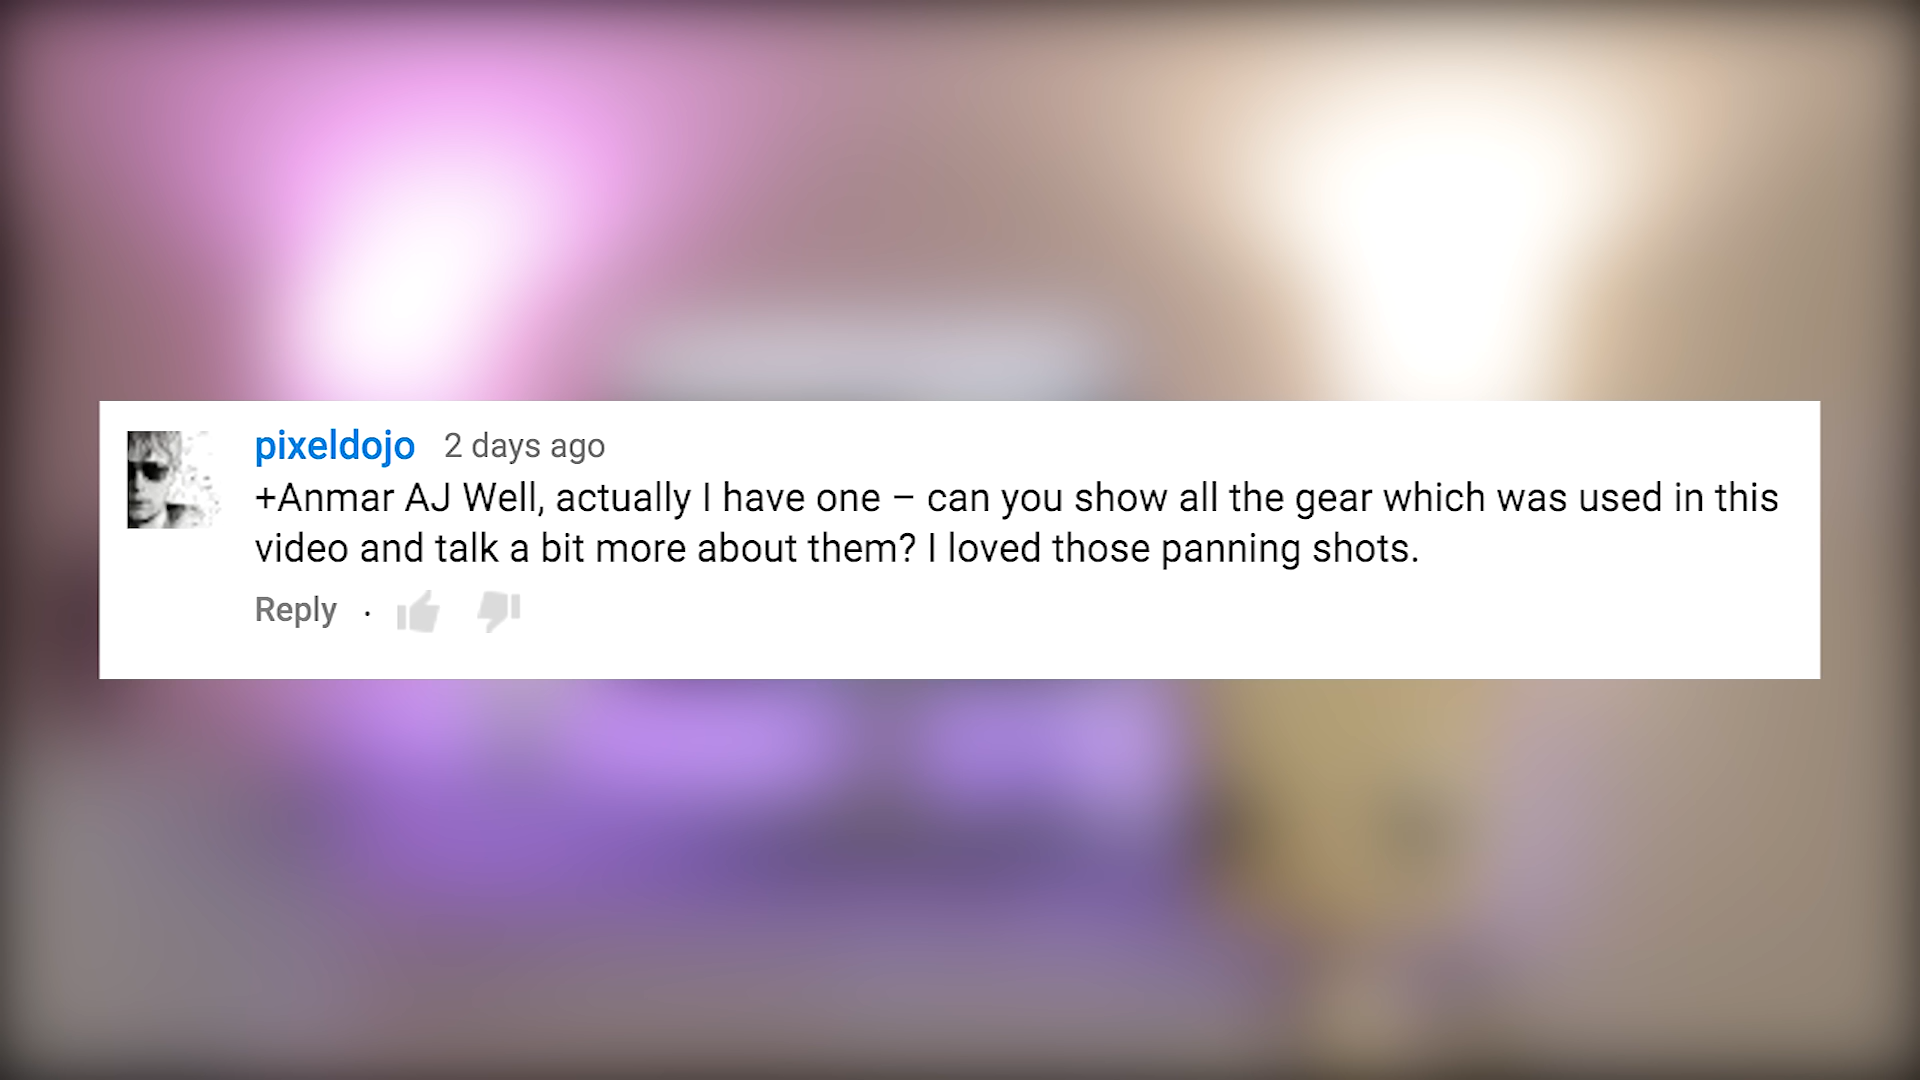 pixeldojo 2 days ago
+Anmar AJ Well, actually I have one – can you show all the gear which was used in this
video and talk a bit more about them? I loved those panning shots.
Reply ·